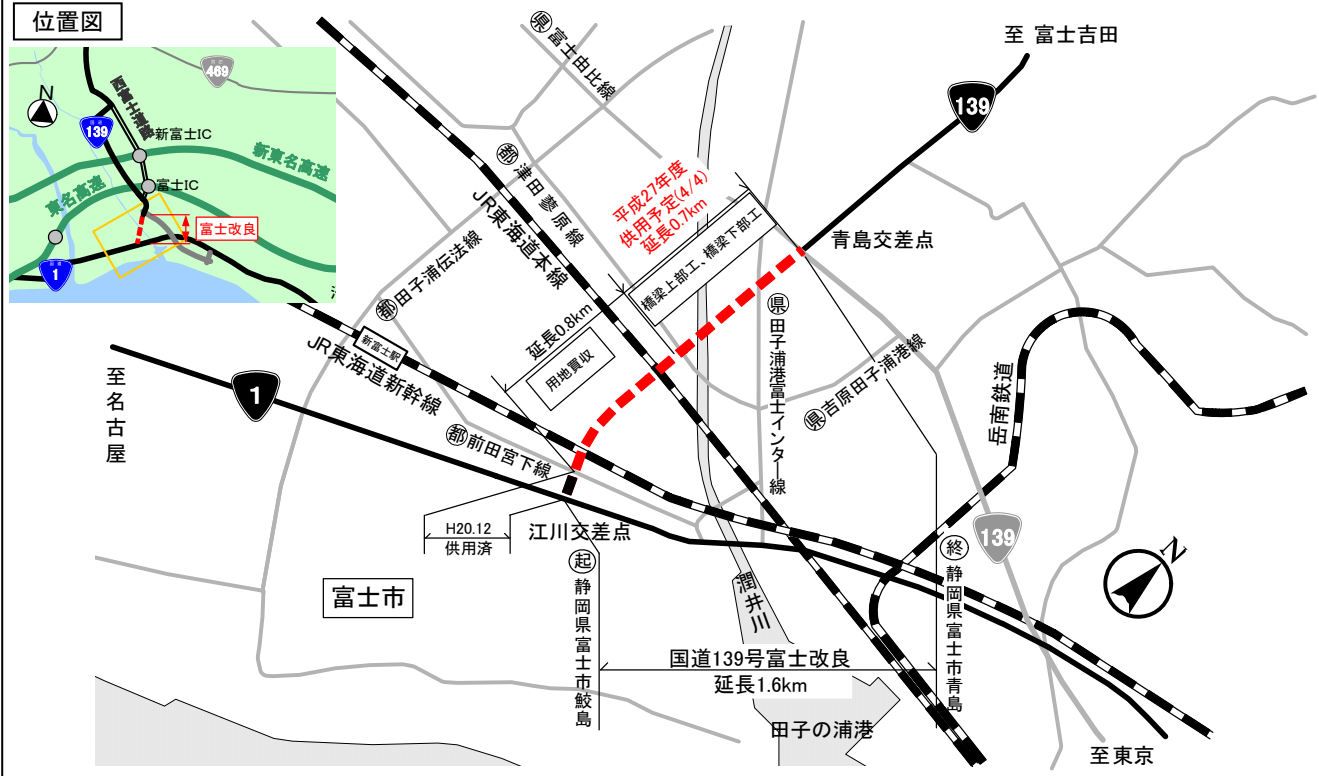 位置図
469
N
西富士道路
国道
139
新富士IC
新東名高速
富士IC
東名高速
富士改良
1
県富士由比線
至 富士吉田
139
都津田蓼原線
JR東海道本線
平成27年度
供用予定(4/4)
延長0.7km
橋梁上部工、橋梁下部工
青島交差点
都田子浦伝法線
延長0.8km
用地買収
新富士駅
JR東海道新幹線
県田子浦港富士インター線
県吉原田子浦港線
岳南鉄道
至名古屋
1
都前田宮下線
H20.12
供用済
江川交差点
139
N
富士市
起静岡県富士市鮫島
潤井川
終静岡県富士市青島
国道139号富士改良
延長1.6km
田子の浦港
至東京